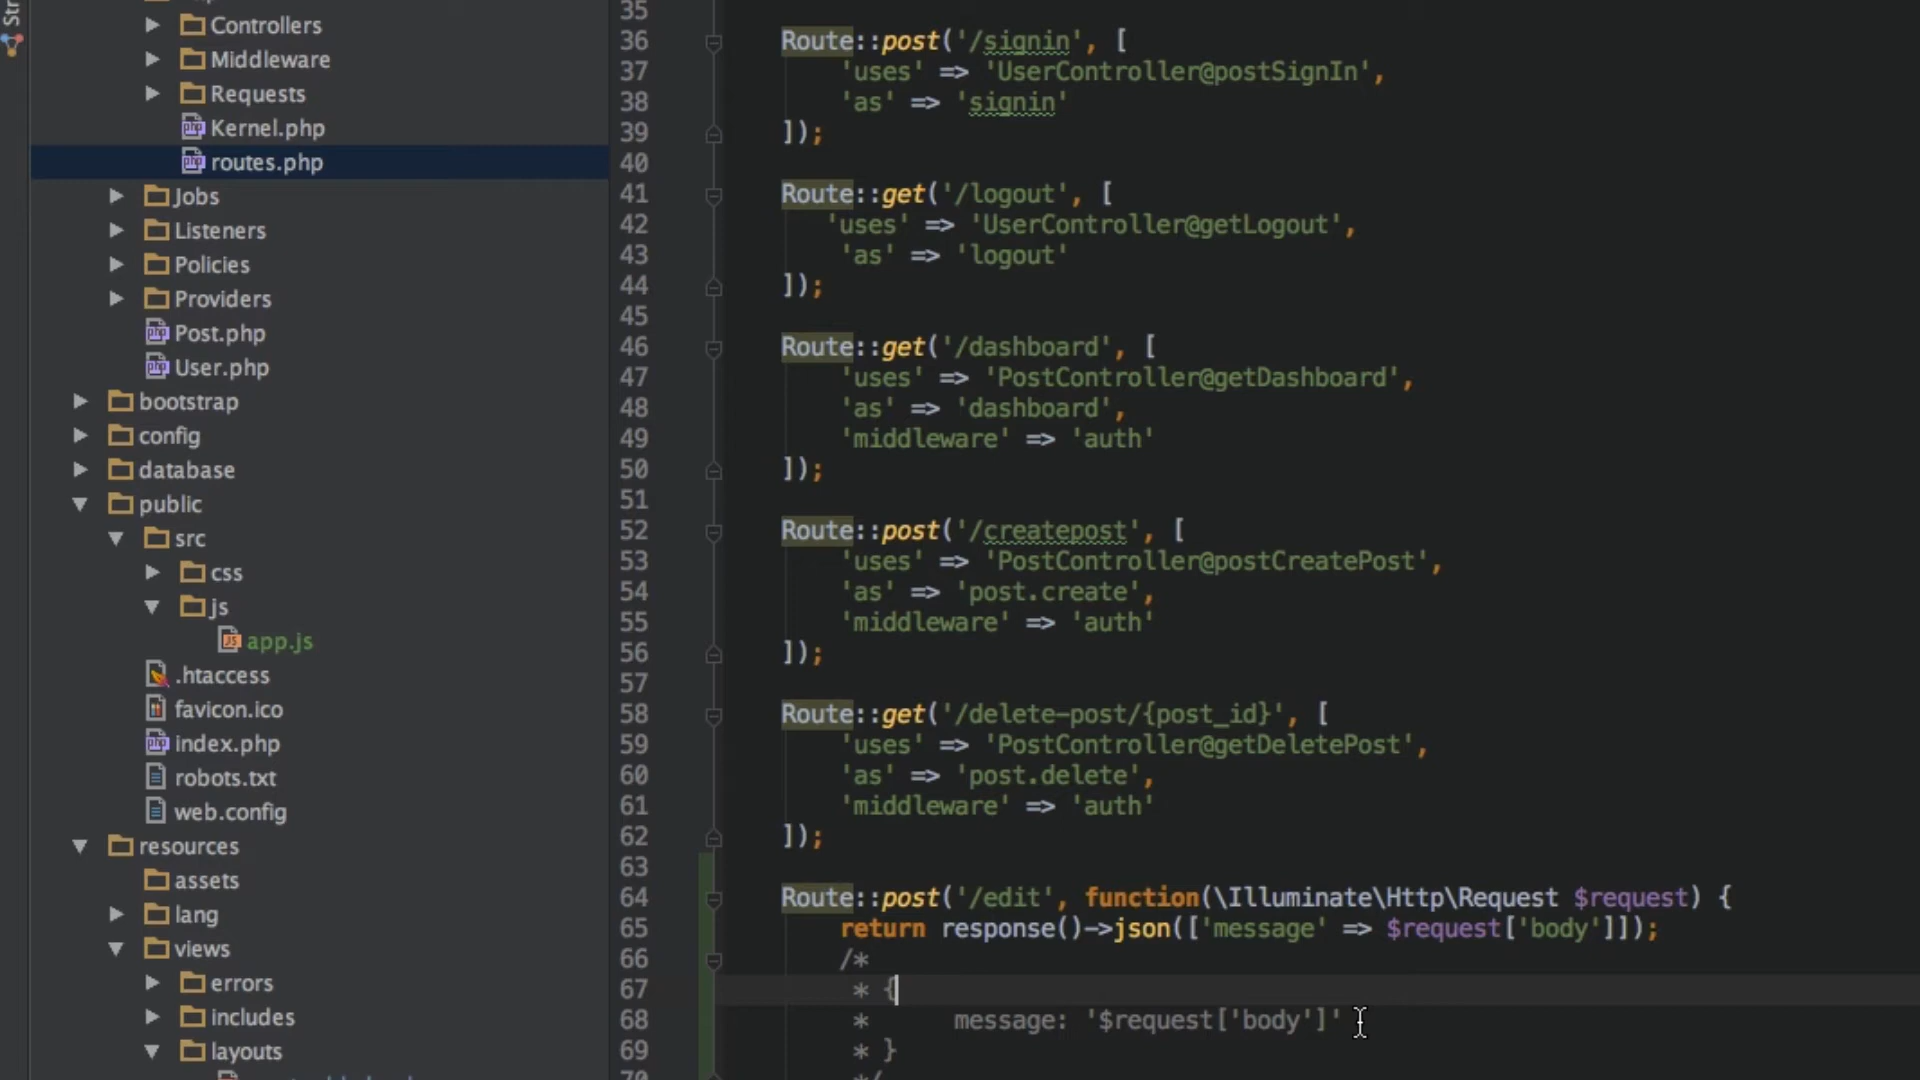 Str
Controllers
Middleware
Requests
Kernel.php
routes.php
Jobs
Listeners
Policies
Providers
Post.php
User.php
bootstrap
config
database
public
src
css
js
app.js
.htaccess
favicon.ico
index.php
robots.txt
web.config
resources
assets
lang
views
errors
includes
layouts
35
36 Route::post('/signin', [
37 'uses' => 'UserController@postSignIn',
38 'as' => 'signin'
39 ]);
40
41 Route::get('/logout', [
42 'uses' => 'UserController@getLogout',
43 'as' => 'logout'
44 ]);
45
46 Route::get('/dashboard', [
47 'uses' => 'PostController@getDashboard',
48 'as' => 'dashboard',
49 'middleware' => 'auth'
50 ]);
51
52 Route::post('/createpost', [
53 'uses' => 'PostController@postCreatePost',
54 'as' => 'post.create',
55 'middleware' => 'auth'
56 ]);
57
58 Route::get('/delete-post/{post_id}', [
59 'uses' => 'PostController@getDeletePost',
60 'as' => 'post.delete',
61 'middleware' => 'auth'
62 ]);
63
64 Route::post('/edit', function(\Illuminate\Http\Request $request) {
65 return response()->json(['message' => $request['body']]);
66 /*
67 * {
68 * message: '$request['body']'
69 * }
70 */